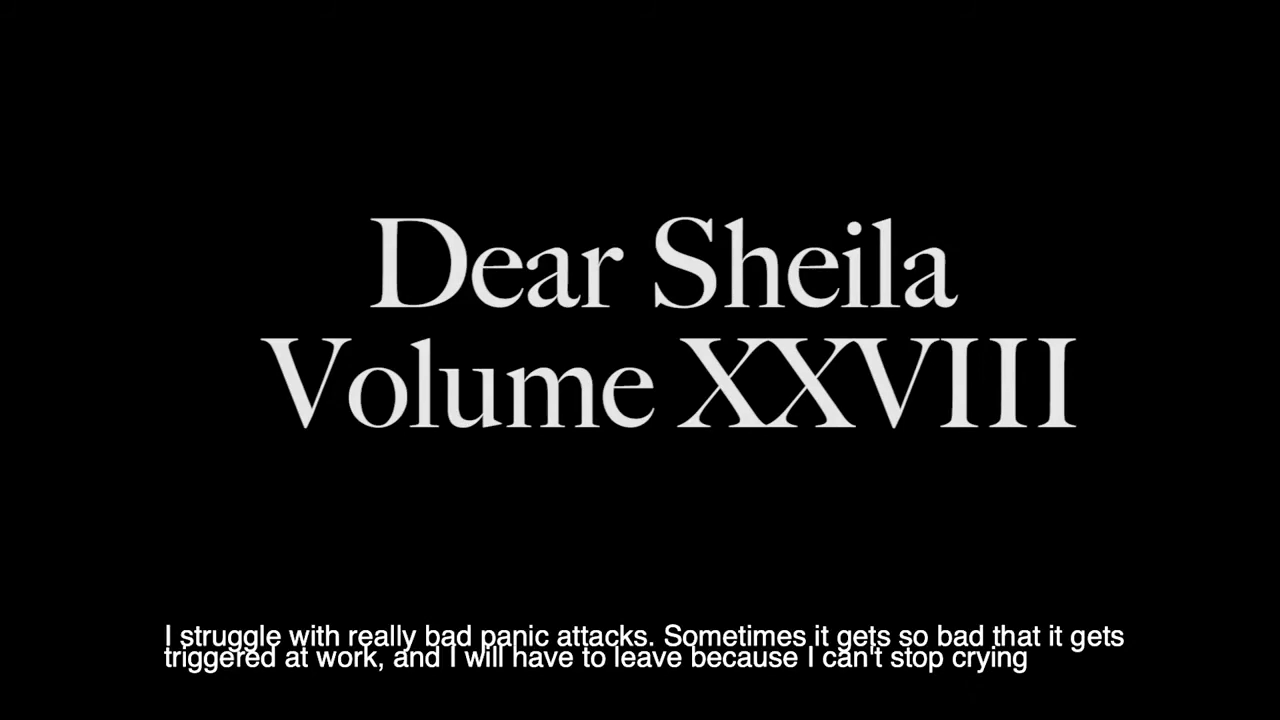 Dear Sheila
Volume XXVIII
I struggle with really bad panic attacks. Sometimes it gets so bad that it gets
triggered at work, and I will have to leave because I can't stop crying